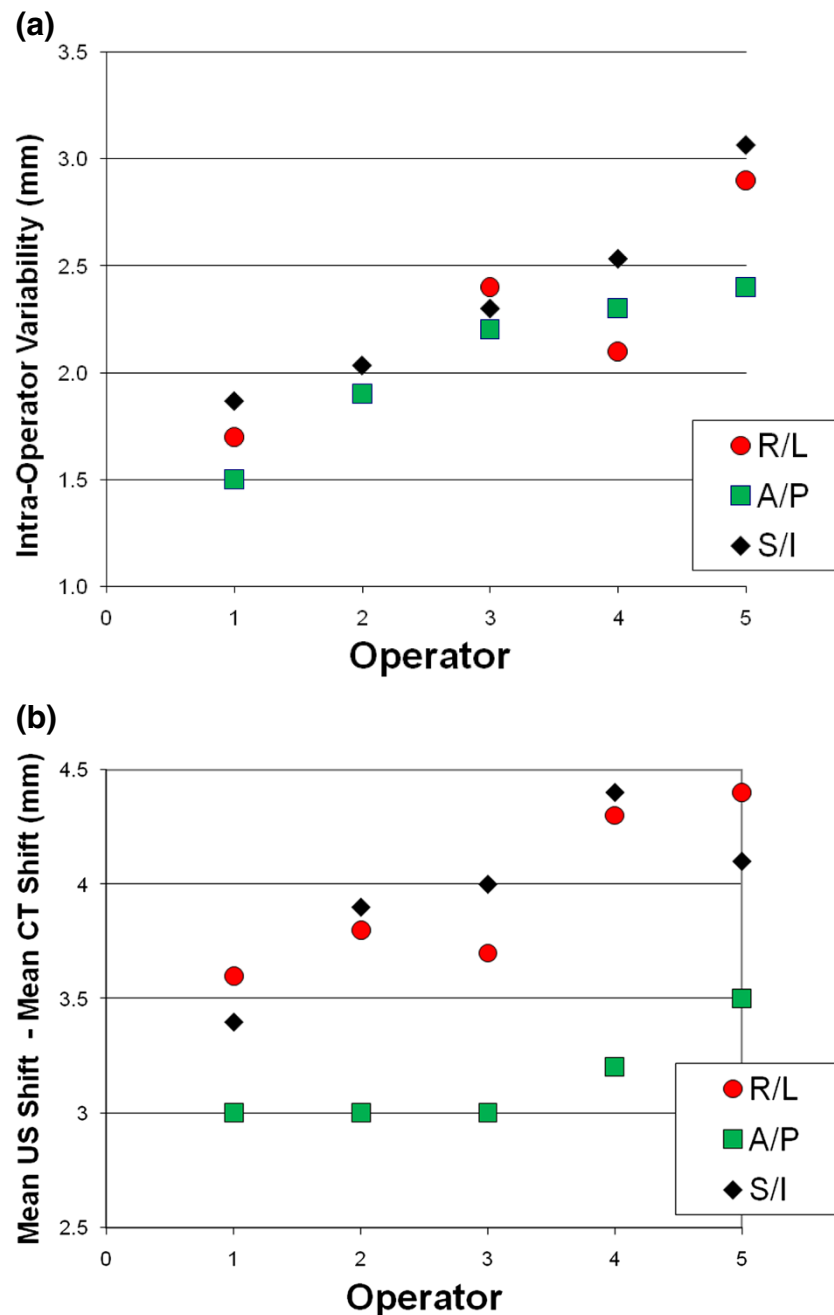 (a)
Intra-Operator Variability (mm)
3.5
3.0
2.5
2.0
1.5
1.0
0
1
2
3
4
5
Operator
R/L
A/P
S/I
(b)
Mean US Shift - Mean CT Shift (mm)
4.5
4
3.5
3
2.5
0
1
2
3
4
5
Operator
R/L
A/P
S/I